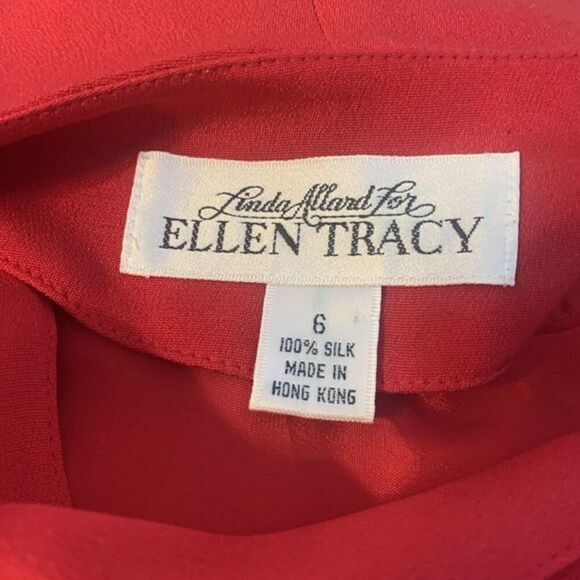 Linda Allard For
ELLEN TRACY
6
100% SILK
MADE IN
HONG KONG